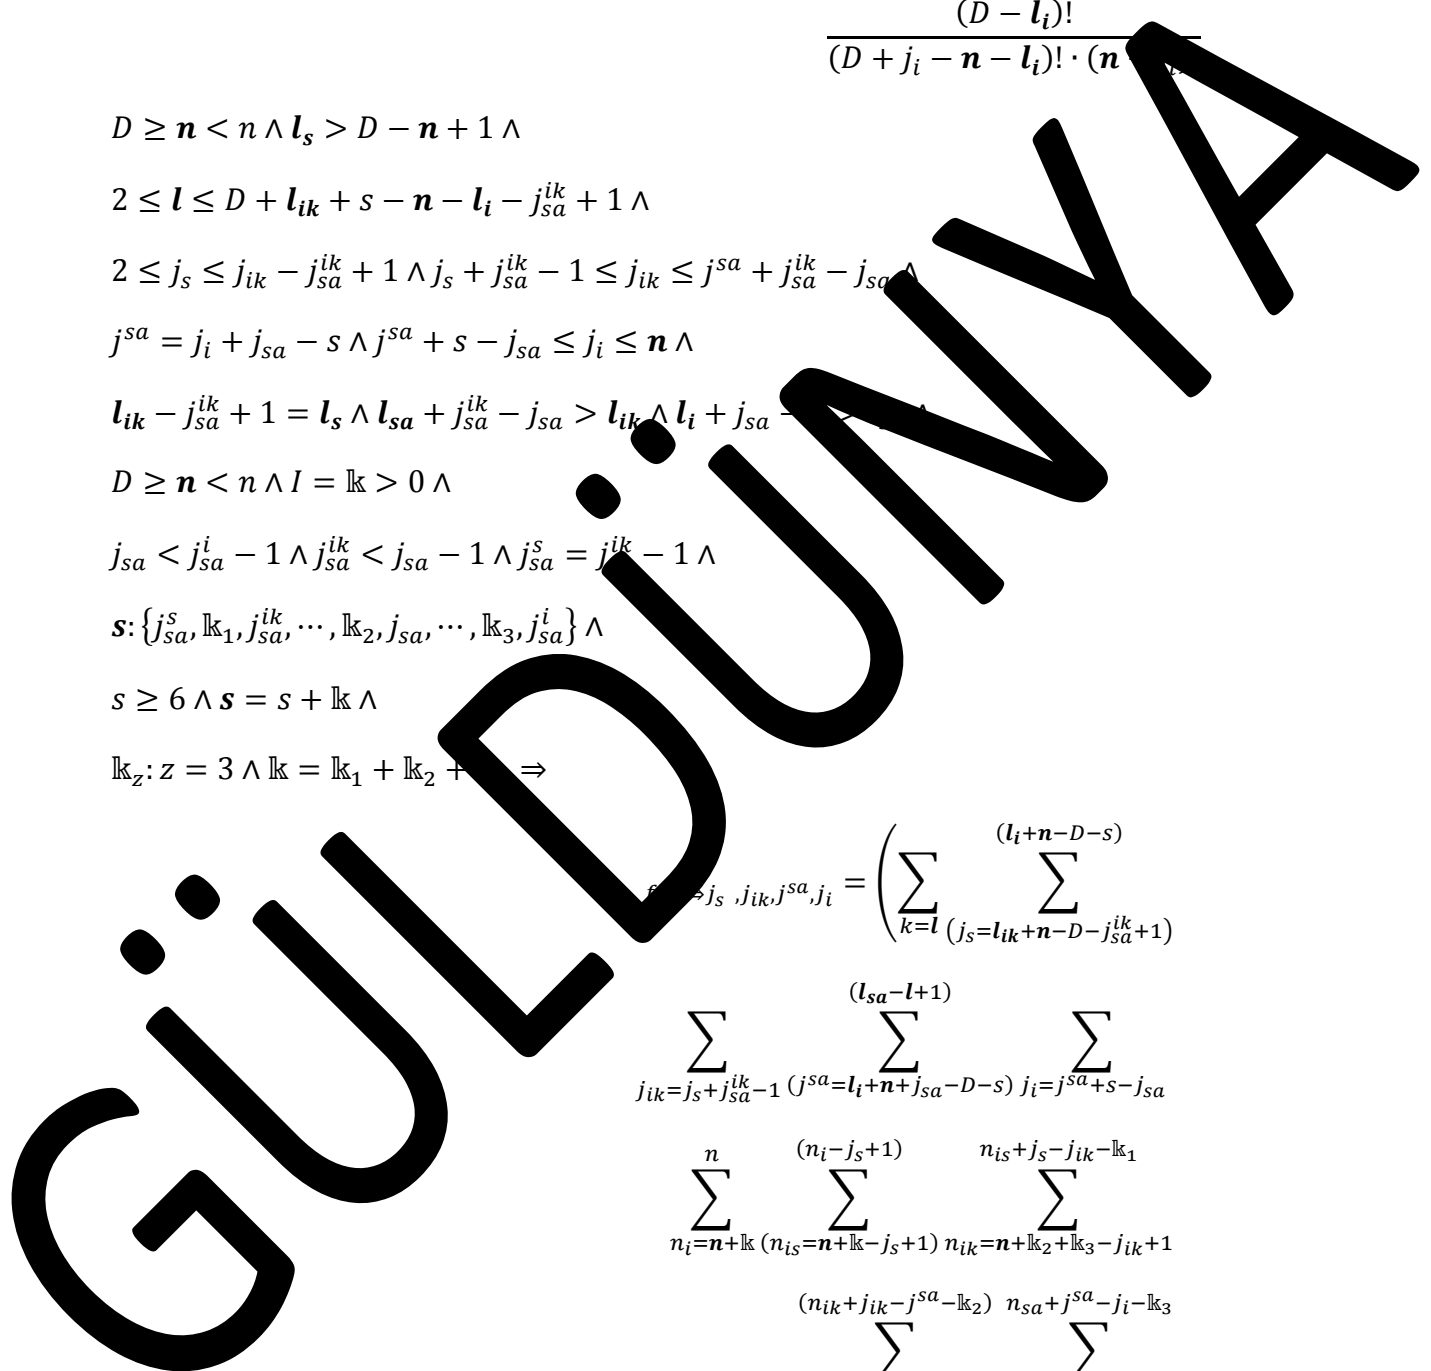 (D − l_i)!
(D + j_i − n − l_i)! · (n
D ≥ n < n ∧ l_s > D − n + 1 ∧
2 ≤ l ≤ D + l_ik + s − n − l_i − j_sa^ik + 1 ∧
2 ≤ j_s ≤ j_ik − j_sa^ik + 1 ∧ j_s + j_sa^ik − 1 ≤ j_ik ≤ j^sa + j_sa^ik − j_sa ∧
j^sa = j_i + j_sa − s ∧ j^sa + s − j_sa ≤ j_i ≤ n ∧
l_ik − j_sa^ik + 1 = l_s ∧ l_sa + j_sa^ik − j_sa > l_ik ∧ l_i + j_sa ∧
D ≥ n < n ∧ I = 𝕜 > 0 ∧
j_sa < j_sa^i − 1 ∧ j_sa^ik < j_sa − 1 ∧ j_sa^s = j^ik − 1 ∧
s: {j_sa^s, 𝕜_1, j_sa^ik, ⋯ , 𝕜_2, j_sa, ⋯ , 𝕜_3, j_sa^i} ∧
s ≥ 6 ∧ s = s + 𝕜 ∧
𝕜_z: z = 3 ∧ 𝕜 = 𝕜_1 + 𝕜_2 + ⇒
(l_i+n−D−s)
⇒j_s ,j_ik,j^sa,j_i = ( ∑ ∑
k=l (j_s=l_ik+n−D−j_sa^ik+1)
(l_sa−l+1)
∑ ∑ ∑
j_ik=j_s+j_sa^ik−1 (j^sa=l_i+n+j_sa−D−s) j_i=j^sa+s−j_sa
n (n_i−j_s+1) n_is+j_s−j_ik−𝕜_1
∑ ∑ ∑
n_i=n+𝕜 (n_is=n+𝕜−j_s+1) n_ik=n+𝕜_2+𝕜_3−j_ik+1
(n_ik+j_ik−j^sa−𝕜_2) n_sa+j^sa−j_i−𝕜_3
∑ ∑
GÜLDÜNYA